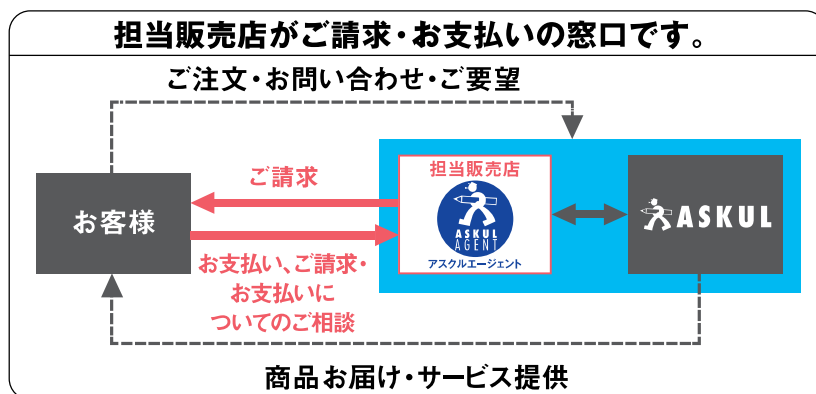 担当販売店がご請求・お支払いの窓口です。
ご注文・お問い合わせ・ご要望
ご請求
担当販売店
お客様
ASKUL
AGENT
アスクルエージェント
ASKUL
お支払い、ご請求・
お支払いに
ついてのご相談
商品お届け・サービス提供